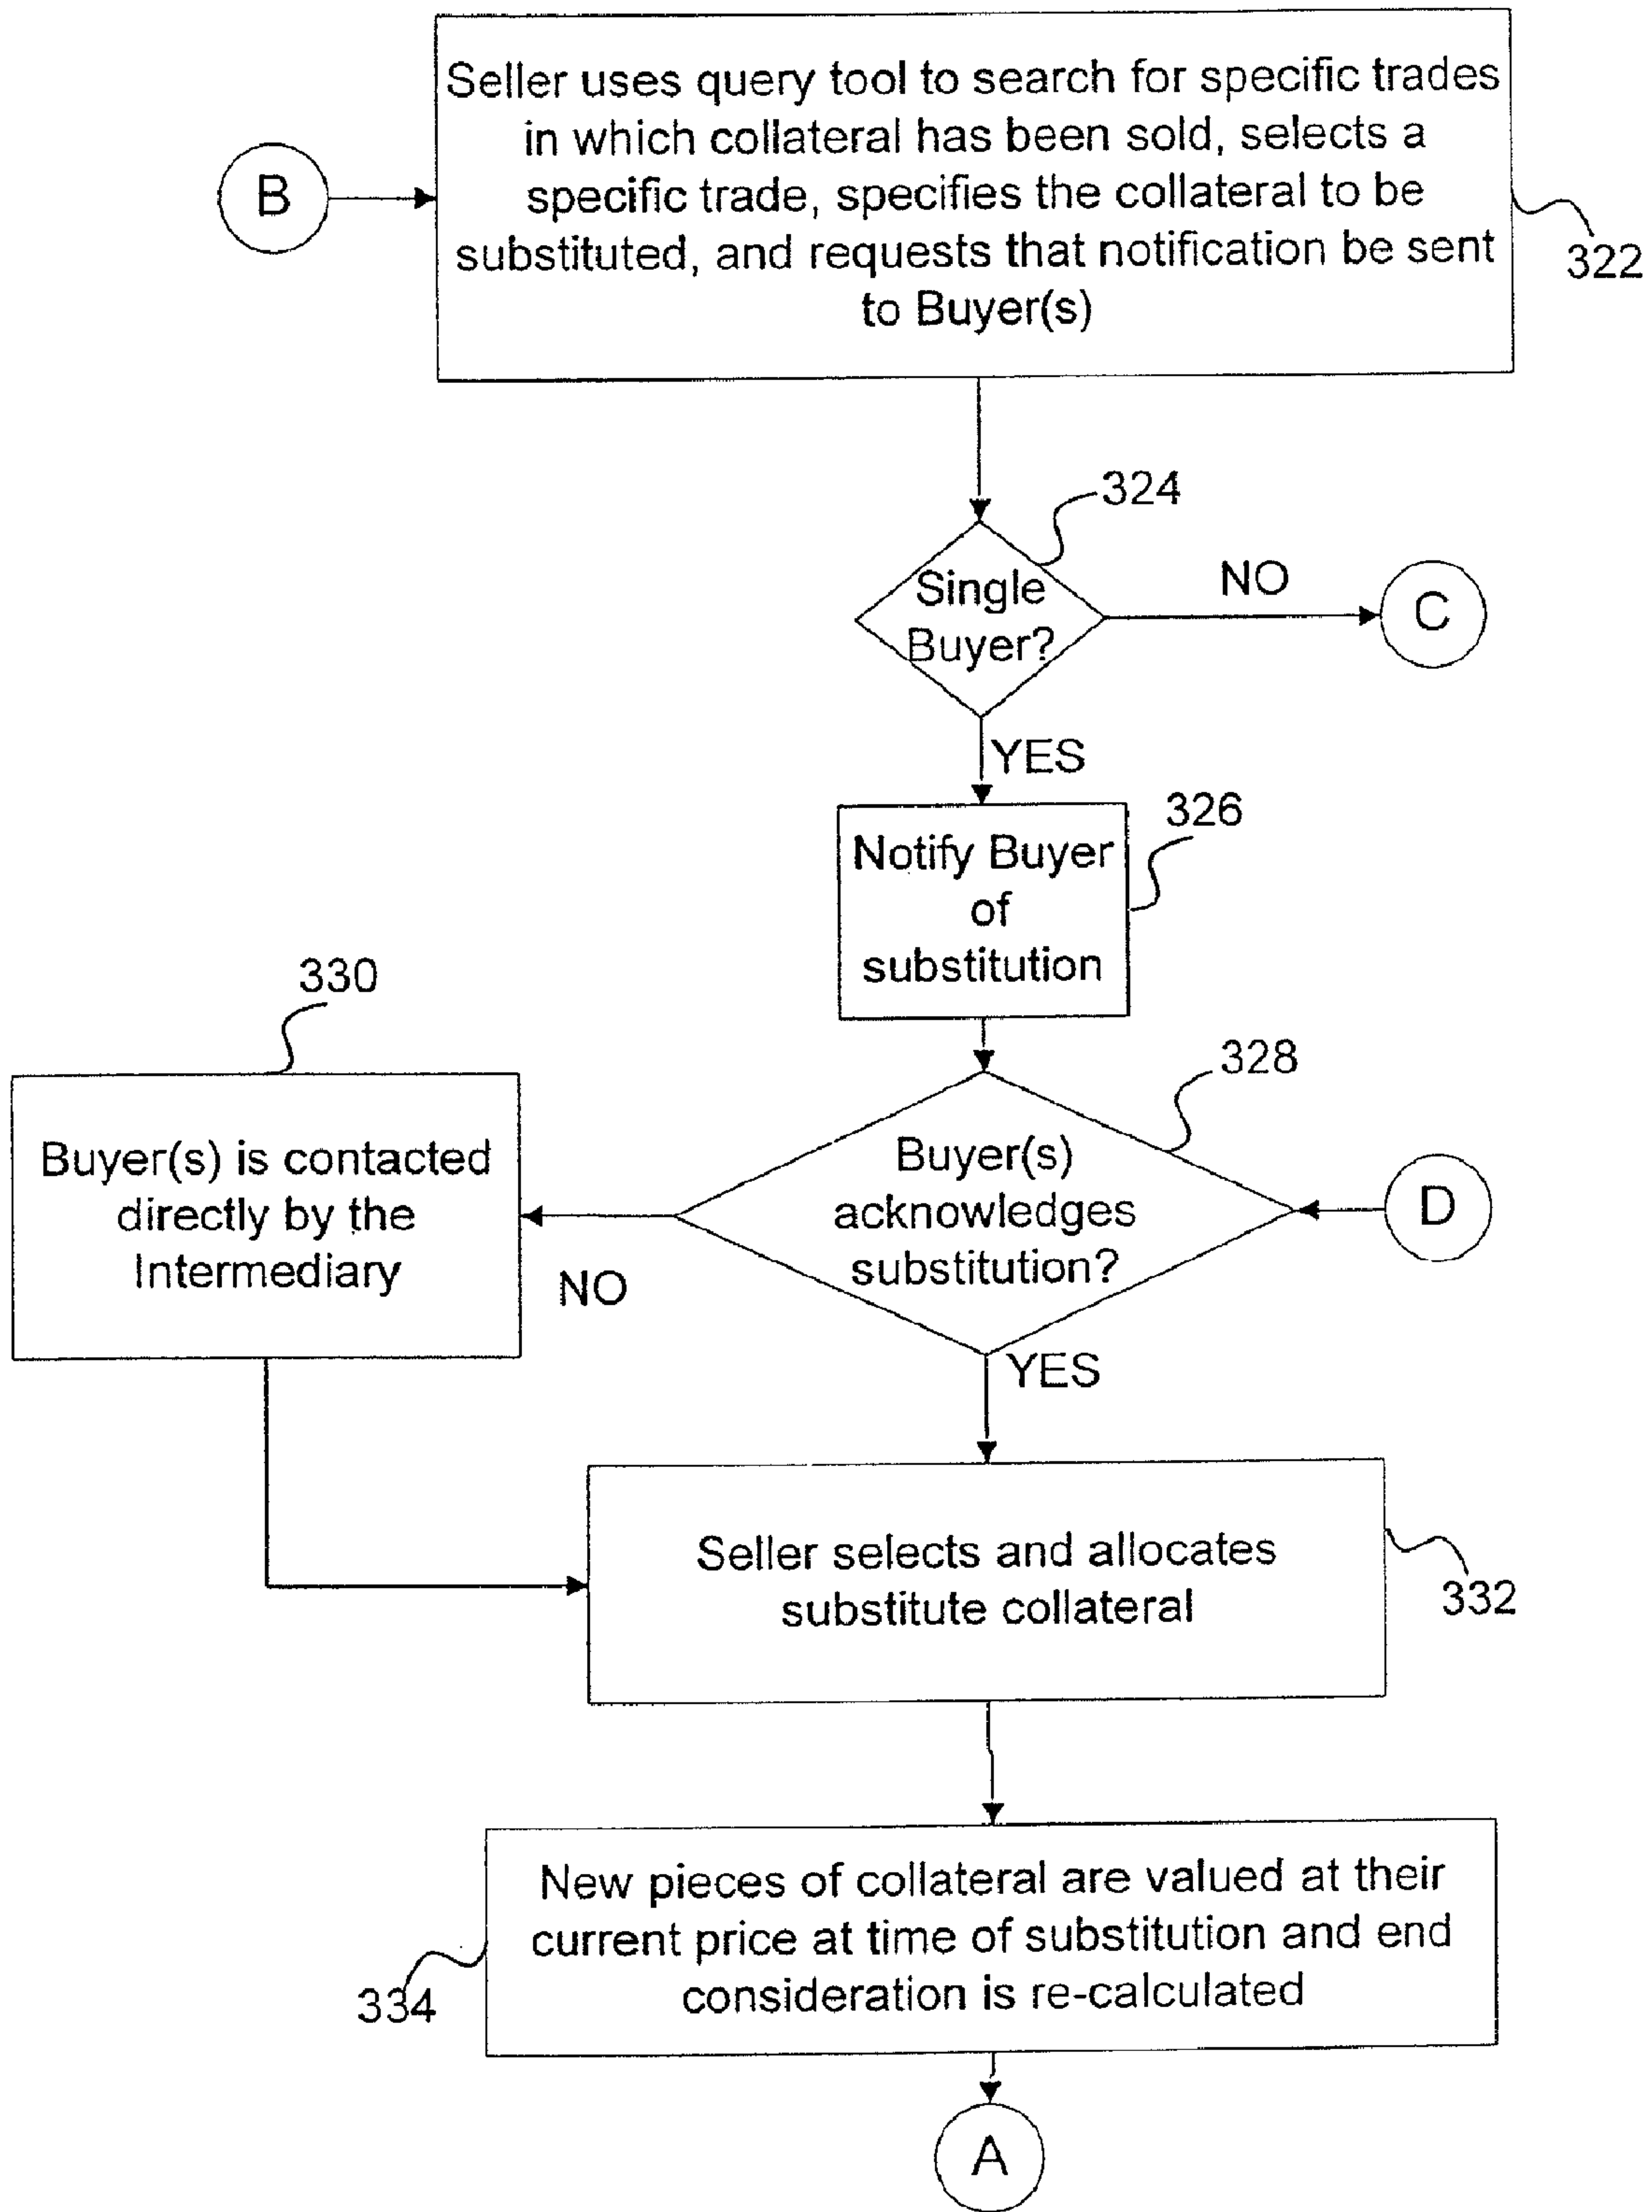 Seller uses query tool to search for specific trades
in which collateral has been sold, selects a
specific trade, specifies the collateral to be
substituted, and requests that notification be sent
to Buyer(s)
B
322
324
Single
Buyer?
NO
C
YES
326
Notify Buyer
of
substitution
330
328
Buyer(s) is contacted
directly by the
Intermediary
NO
Buyer(s)
acknowledges
substitution?
D
YES
Seller selects and allocates
substitute collateral
332
New pieces of collateral are valued at their
current price at time of substitution and end
consideration is re-calculated
334
A